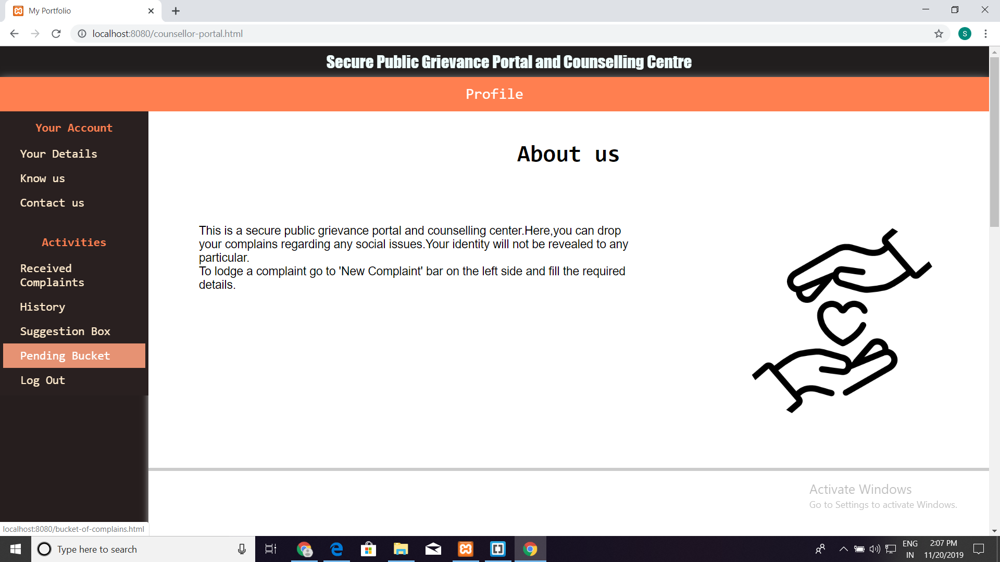 My Portfolio
localhost:8080/counsellor-portal.html
S
Secure Public Grievance Portal and Counselling Centre
Profile
Your Account
Your Details
Know us
Contact us
Activities
Received
Complaints
History
Suggestion Box
Pending Bucket
Log Out
About us
This is a secure public grievance portal and counselling center.Here,you can drop
your complains regarding any social issues.Your identity will not be revealed to any
particular.
To lodge a complaint go to 'New Complaint' bar on the left side and fill the required
details.
Activate Windows
Go to Settings to activate Windows.
localhost:8080/bucket-of-complains.html
Type here to search
ENG
IN
2:07 PM
11/20/2019